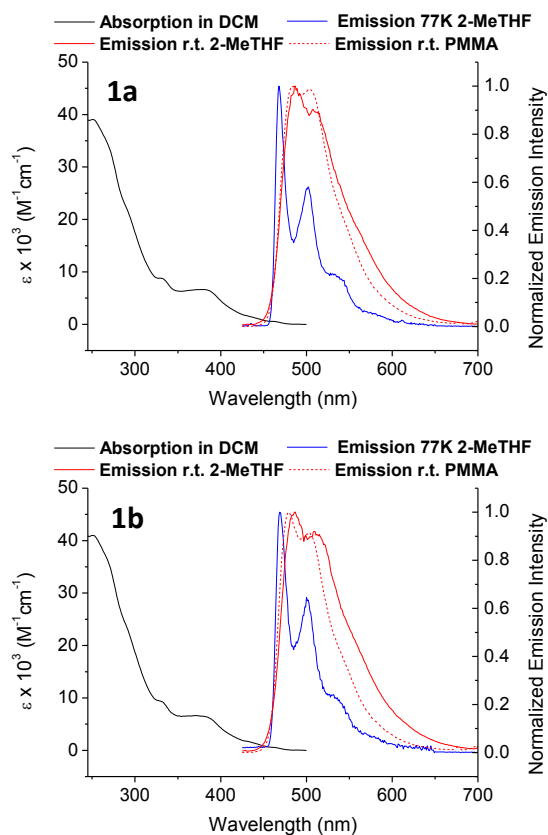 Absorption in DCM Emission 77K 2-MeTHF
Emission r.t. 2-MeTHF Emission r.t. PMMA
1a
50
40
30
20
10
0
ε x 10³ (M⁻¹cm⁻¹)
1.0
0.8
0.6
0.4
0.2
0.0
Normalized Emission Intensity
300 400 500 600 700
Wavelength (nm)
Absorption in DCM Emission 77K 2-MeTHF
Emission r.t. 2-MeTHF Emission r.t. PMMA
1b
50
40
30
20
10
0
ε x 10³ (M⁻¹cm⁻¹)
1.0
0.8
0.6
0.4
0.2
0.0
Normalized Emission Intensity
300 400 500 600 700
Wavelength (nm)